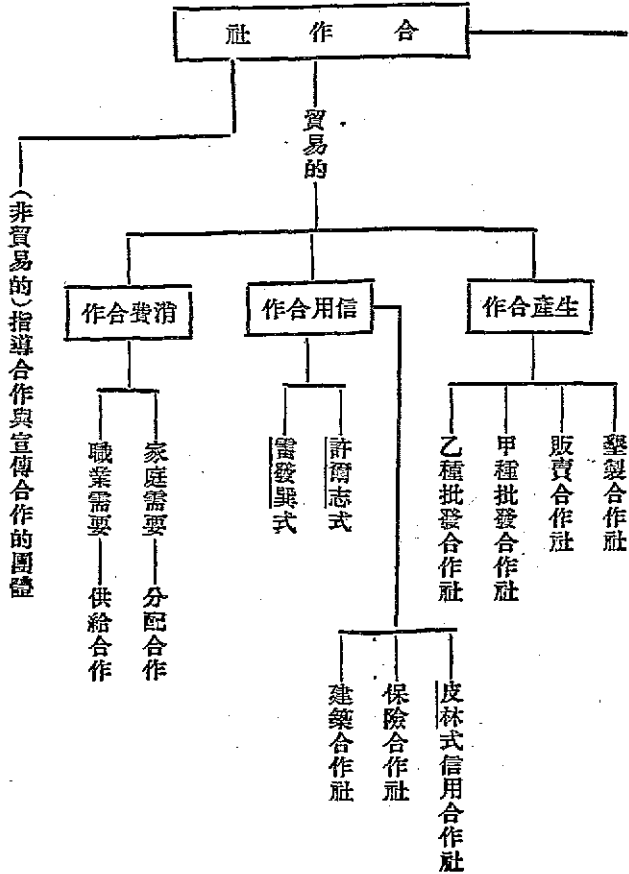 合作社
貿易的
(非貿易的)指導合作與宣傳合作的團體
生產合作
信用合作
消費合作
墾製合作社
販賣合作社
甲種批發合作社
乙種批發合作社
許爾志式
雷發巽式
家庭需要
分配合作
職業需要
供給合作
皮林式信用合作社
保險合作社
建築合作社